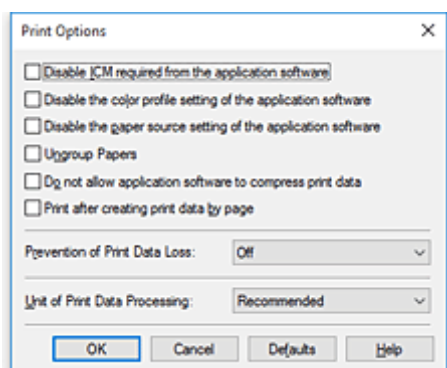 Print Options
Disable ICM required from the application software
Disable the color profile setting of the application software
Disable the paper source setting of the application software
Ungroup Papers
Do not allow application software to compress print data
Print after creating print data by page
Prevention of Print Data Loss: Off
Unit of Print Data Processing: Recommended
OK Cancel Defaults Help